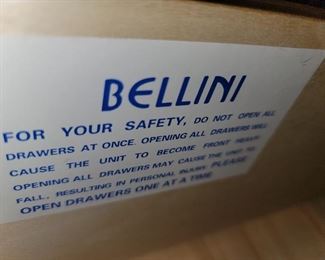 BELLINI
FOR YOUR SAFETY, DO NOT OPEN ALL
DRAWERS AT ONCE. OPENING ALL DRAWERS WILL
CAUSE THE UNIT TO BECOME FRONT HEAVY.
OPENING ALL DRAWERS MAY CAUSE THE UNIT TO
FALL, RESULTING IN PERSONAL INJURY. PLEASE
OPEN DRAWERS ONE AT A TIME.